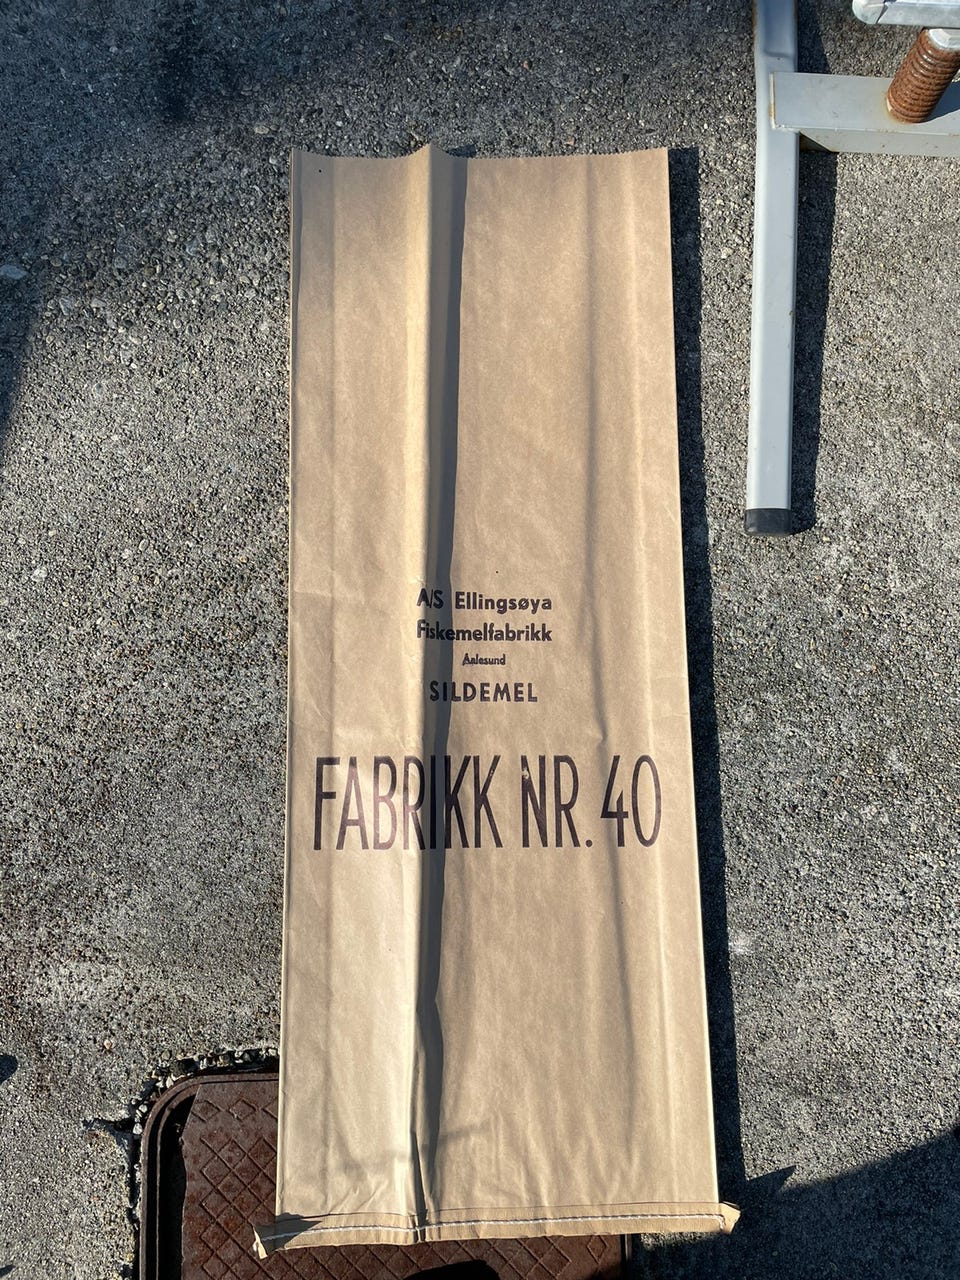 A/S Ellingsøya
Fiskemelfabrikk
Aalesund
SILDEMEL
FABRIKK NR. 40